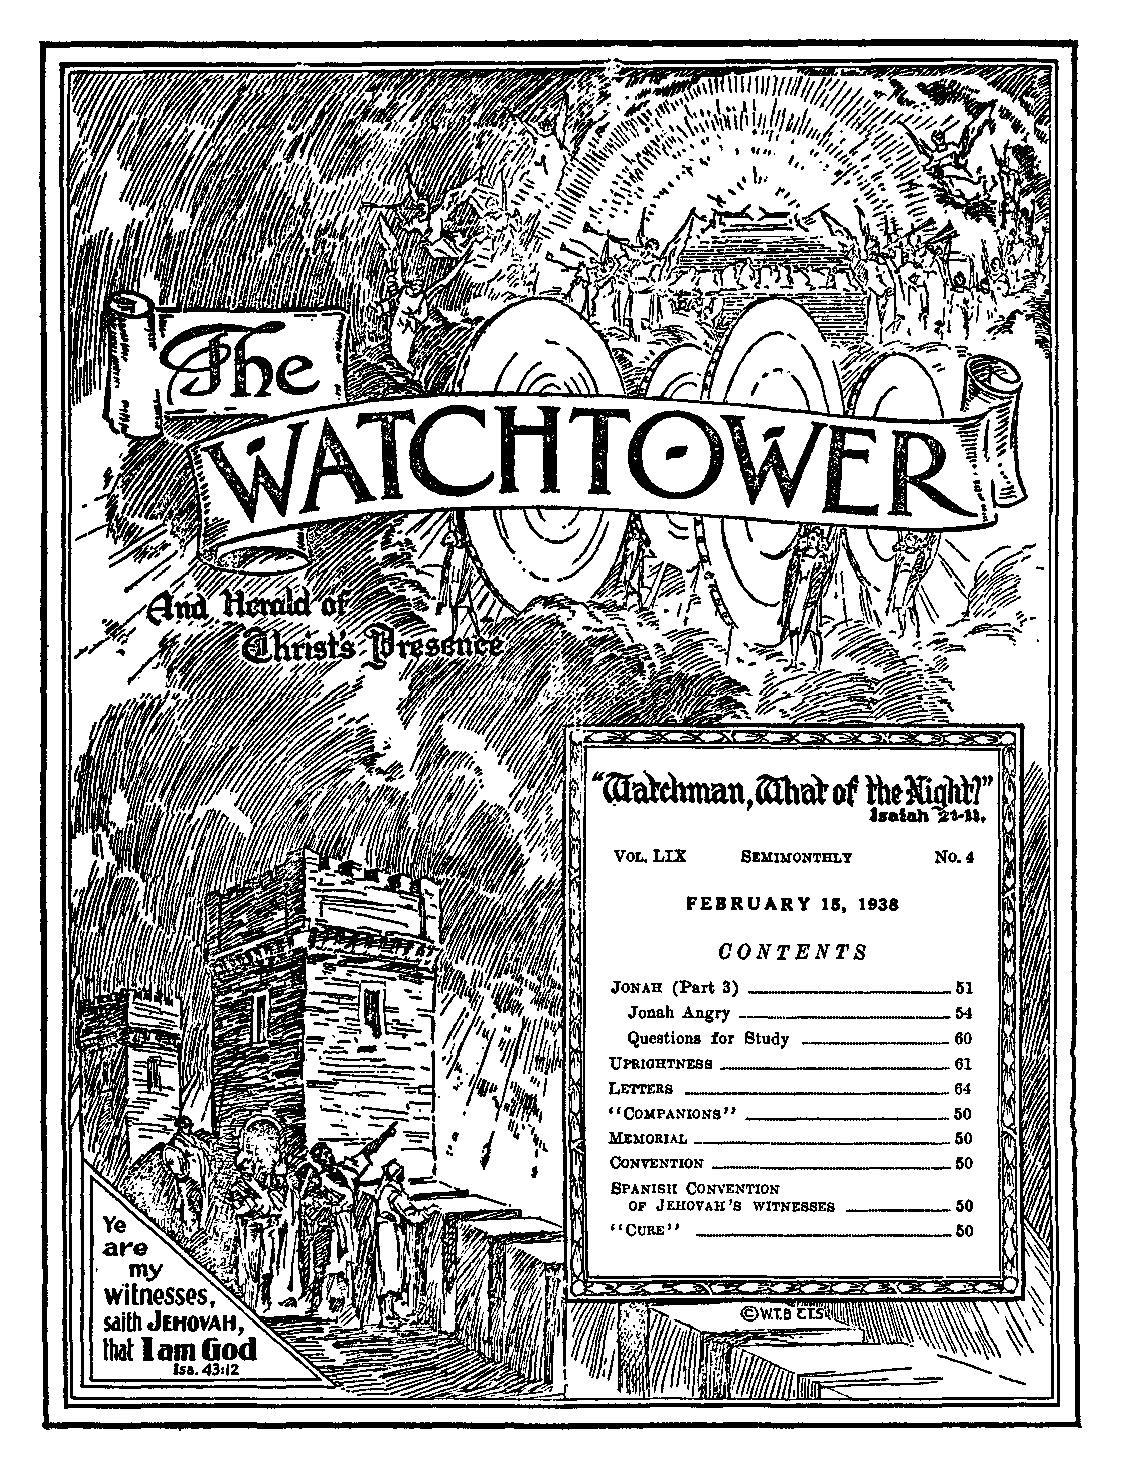 The
WATCHTOWER
And Herald of
Christ's Presence
"Watchman, What of the Night?"
Isaiah 21-11.
VOL. LIX SEMIMONTHLY NO. 4
FEBRUARY 15, 1938
CONTENTS
JONAH (Part 3) 51
Jonah Angry 54
Questions for Study 60
UPRIGHTNESS 61
LETTERS 64
"COMPANIONS" 50
MEMORIAL 50
CONVENTION 50
SPANISH CONVENTION
OF JEHOVAH'S WITNESSES 50
"CURE" 50
©W.T.B.&T.S.
Ye
are
my
witnesses,
saith JEHOVAH,
that I am God
Isa. 43:12